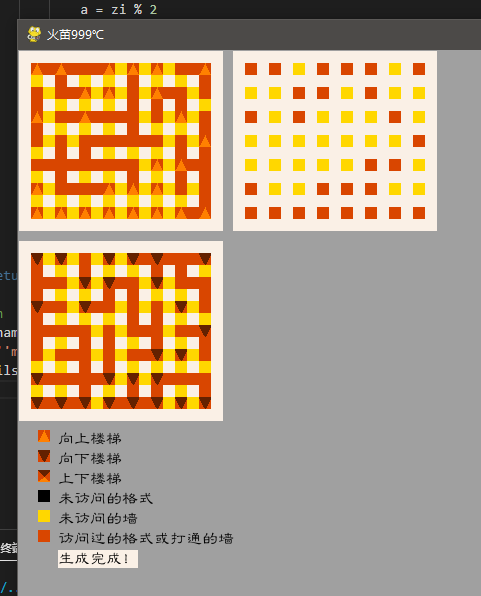 a = zi % 2
火苗999℃
etu
n
nam
''m
ils
向上楼梯
向下楼梯
上下楼梯
未访问的格式
未访问的墙
访问过的格式或打通的墙
终端
生成完成!
/.